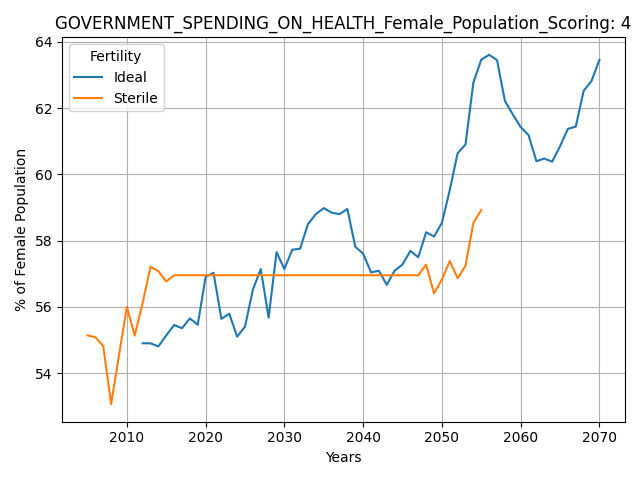 GOVERNMENT_SPENDING_ON_HEALTH_Female_Population_Scoring: 4
Fertility
Ideal
Sterile
% of Female Population
64
62
60
58
56
54
2010
2020
2030
2040
2050
2060
2070
Years